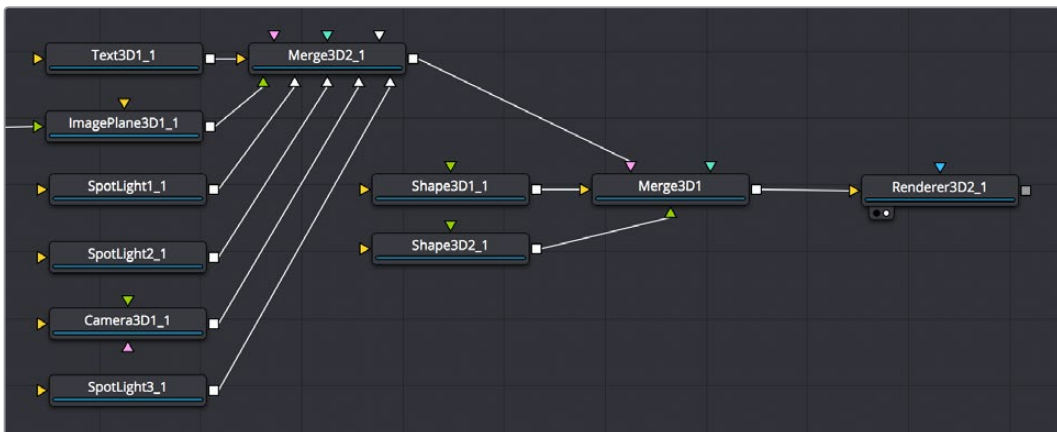 Text3D1_1
Merge3D2_1
ImagePlane3D1_1
SpotLight1_1
Shape3D1_1
Merge3D1
Renderer3D2_1
Shape3D2_1
SpotLight2_1
Camera3D1_1
SpotLight3_1